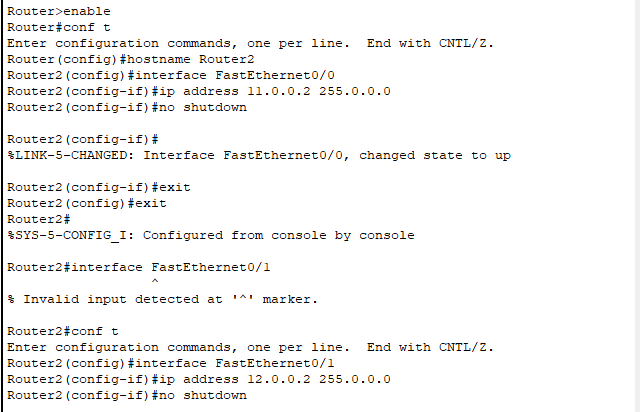 Router>enable
Router#conf t
Enter configuration commands, one per line.  End with CNTL/Z.
Router(config)#hostname Router2
Router2(config)#interface FastEthernet0/0
Router2(config-if)#ip address 11.0.0.2 255.0.0.0
Router2(config-if)#no shutdown
Router2(config-if)#
%LINK-5-CHANGED: Interface FastEthernet0/0, changed state to up
Router2(config-if)#exit
Router2(config)#exit
Router2#
%SYS-5-CONFIG_I: Configured from console by console
Router2#interface FastEthernet0/1
^
% Invalid input detected at '^' marker.
Router2#conf t
Enter configuration commands, one per line.  End with CNTL/Z.
Router2(config)#interface FastEthernet0/1
Router2(config-if)#ip address 12.0.0.2 255.0.0.0
Router2(config-if)#no shutdown